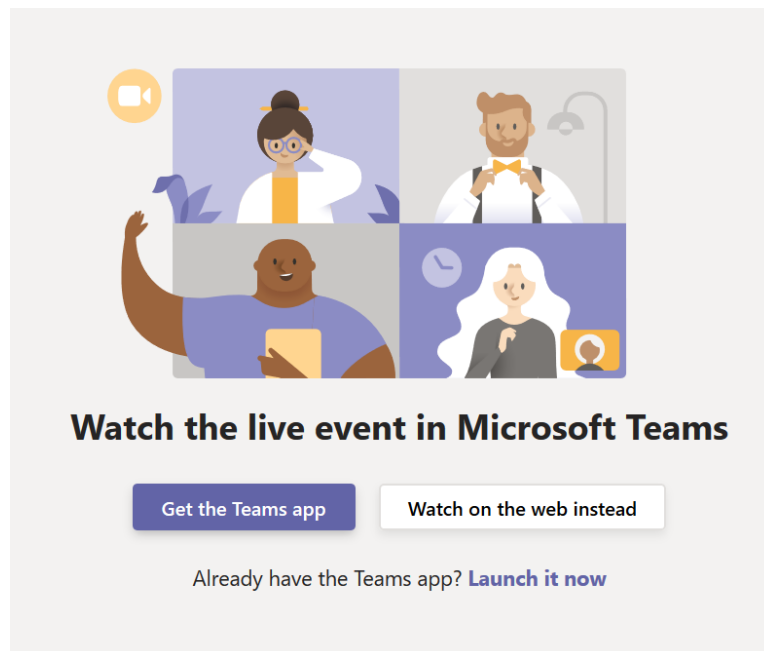 Watch the live event in Microsoft Teams
Get the Teams app
Watch on the web instead
Already have the Teams app? Launch it now